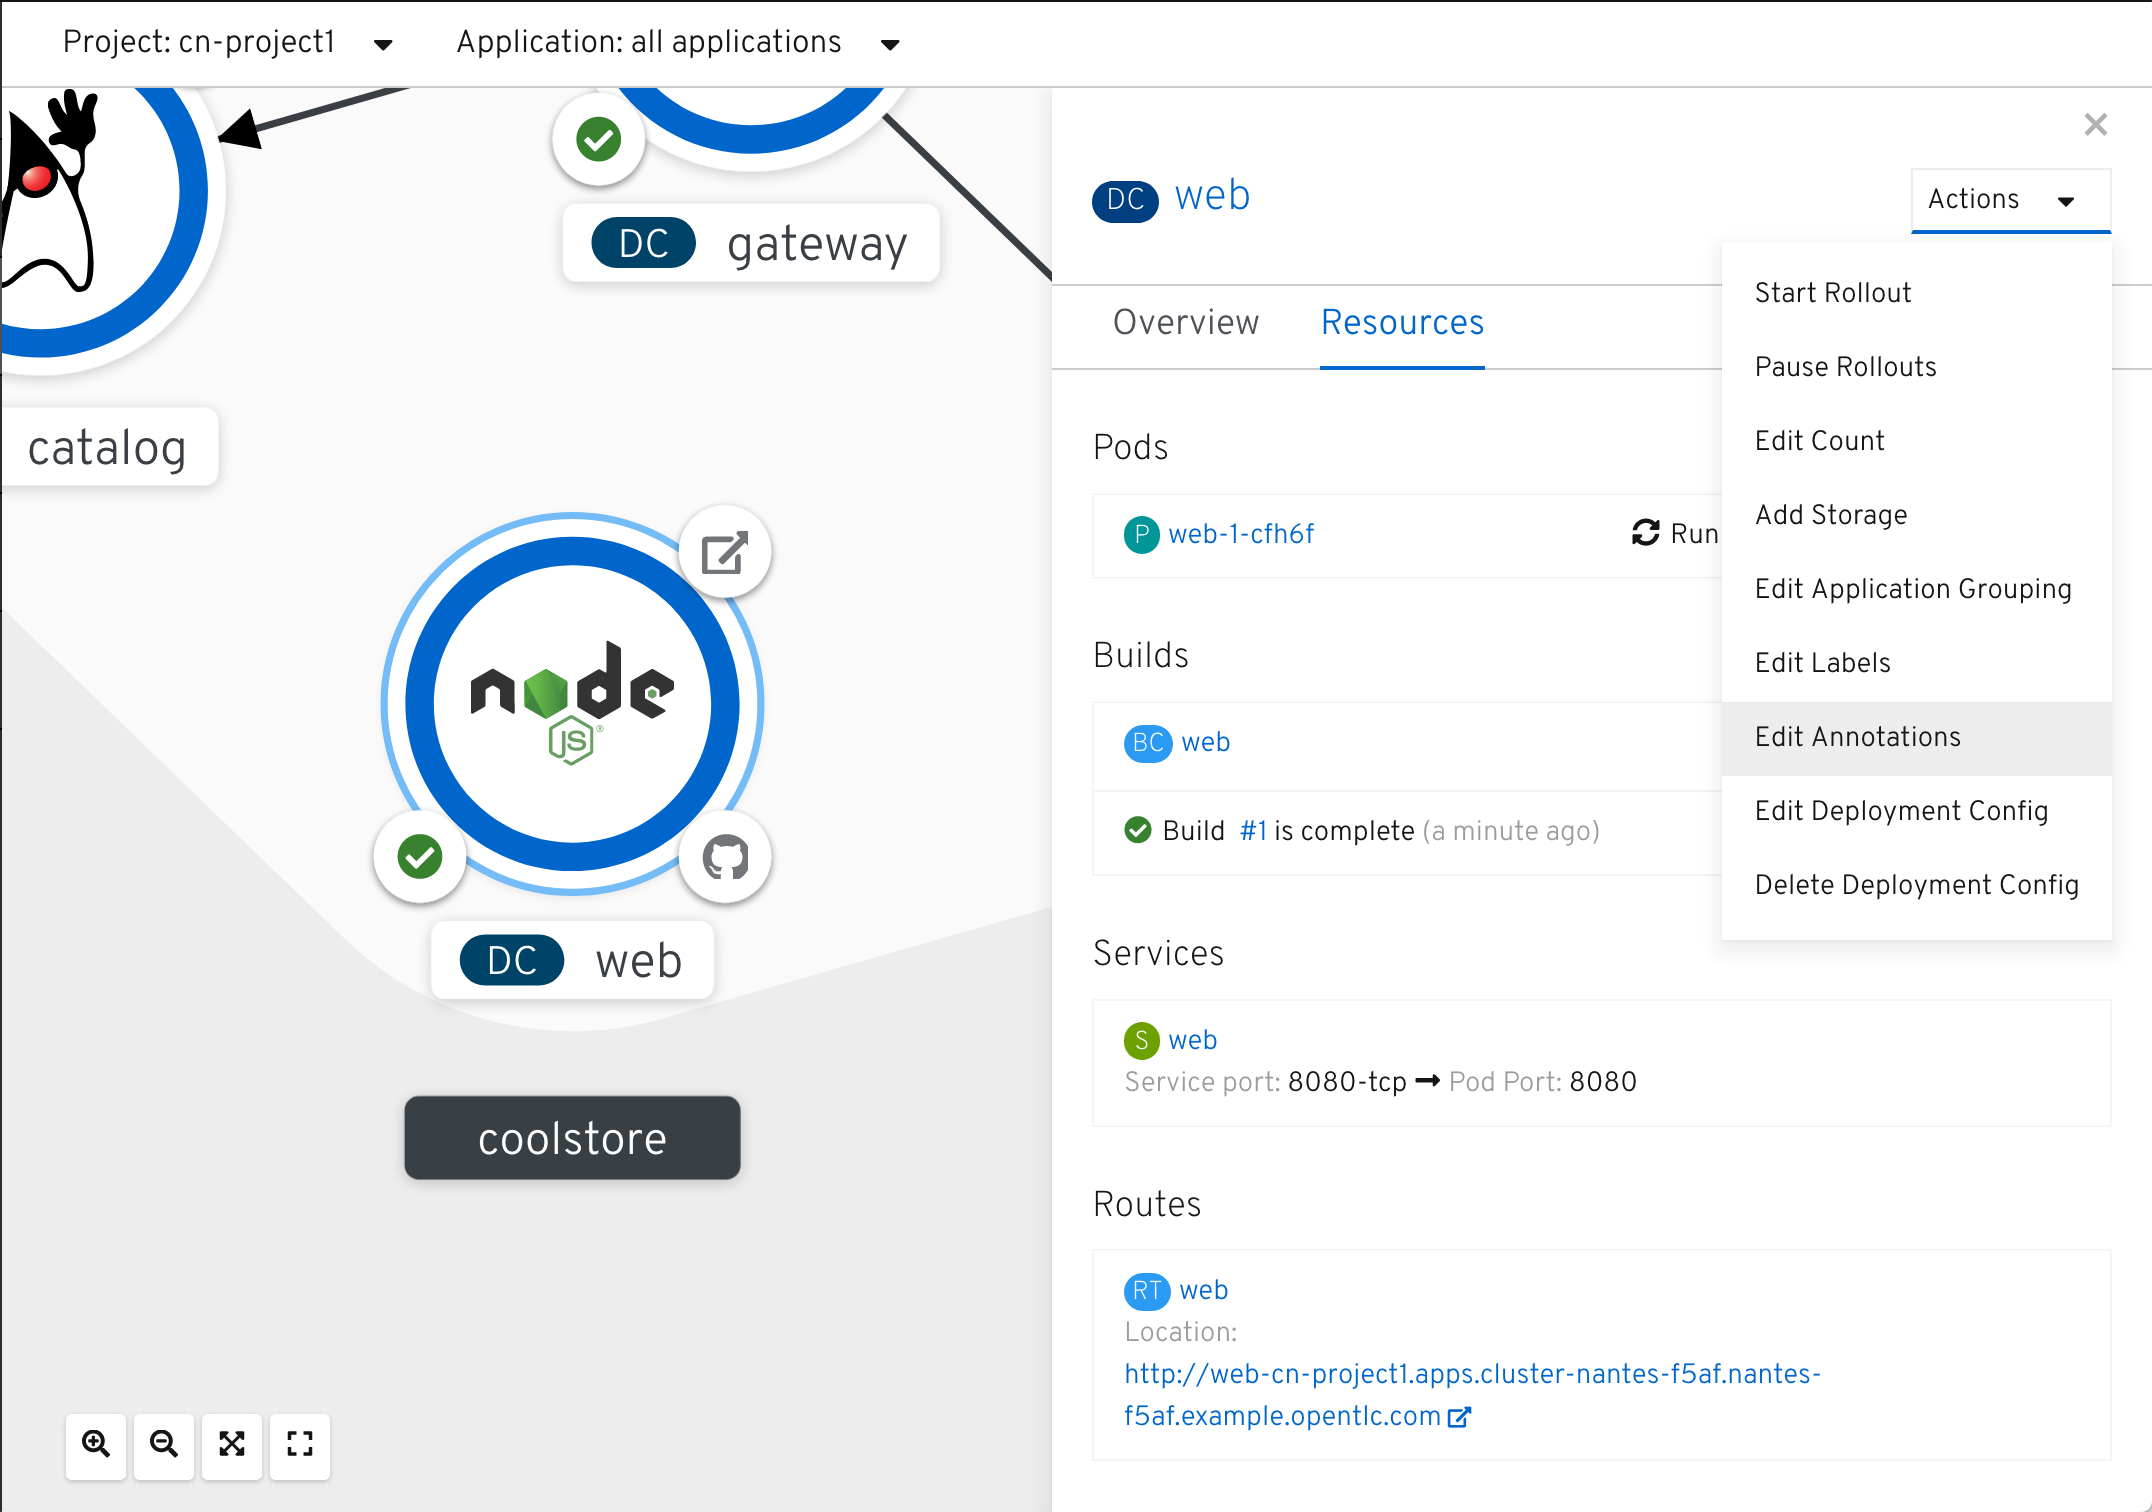 Project: cn-project1
Application: all applications
DC gateway
catalog
node
JS
DC web
coolstore
DC web
Actions
Start Rollout
Pause Rollouts
Edit Count
Add Storage
Edit Application Grouping
Edit Labels
Edit Annotations
Edit Deployment Config
Delete Deployment Config
Overview
Resources
Pods
P web-1-cfh6f
Run
Builds
BC web
Build #1 is complete (a minute ago)
Services
S web
Service port: 8080-tcp → Pod Port: 8080
Routes
RT web
Location:
http://web-cn-project1.apps.cluster-nantes-f5af.nantes-
f5af.example.opentlc.com